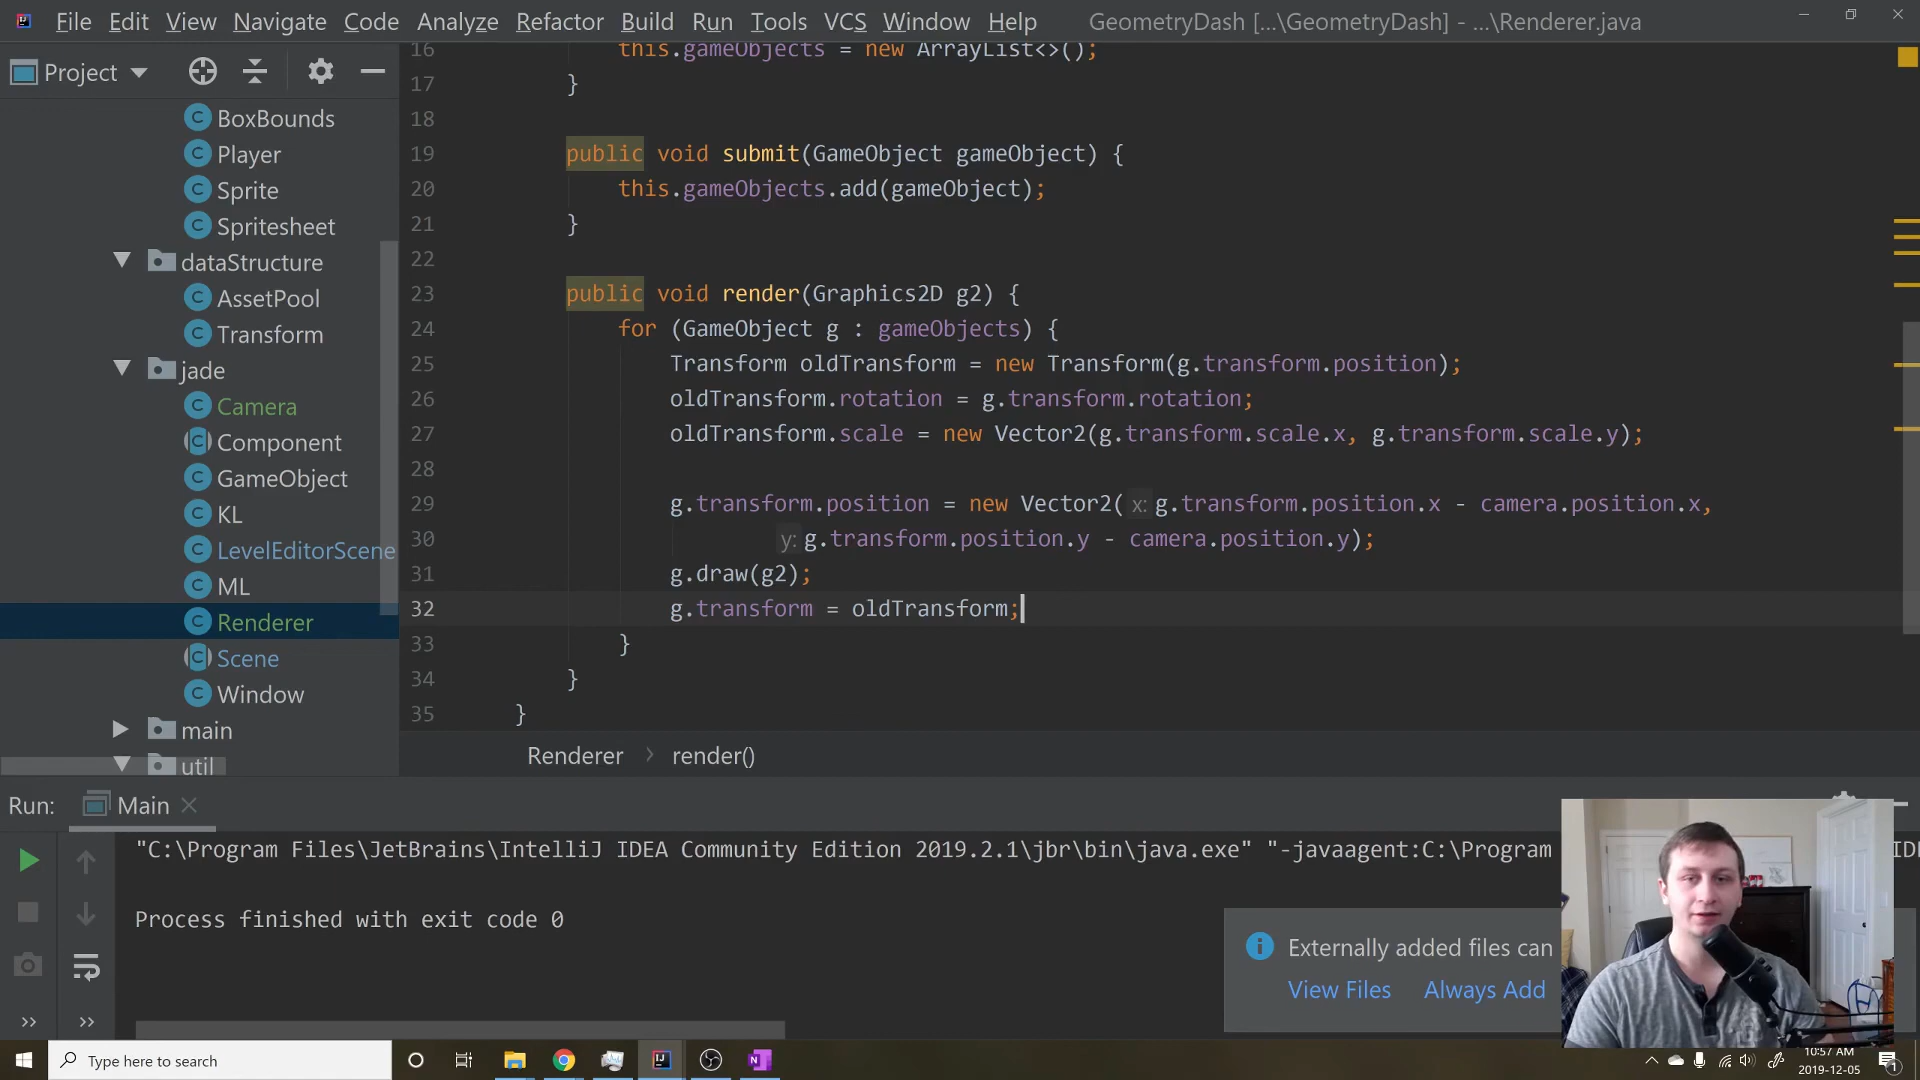 File Edit View Navigate Code Analyze Refactor Build Run Tools VCS Window Help GeometryDash [...\GeometryDash] - ...\Renderer.java
Project
BoxBounds
Player
Sprite
Spritesheet
dataStructure
AssetPool
Transform
jade
Camera
Component
GameObject
KL
LevelEditorScene
ML
Renderer
Scene
Window
main
util
16 this.gameObjects = new ArrayList<>();
17 }
18
19 public void submit(GameObject gameObject) {
20 this.gameObjects.add(gameObject);
21 }
22
23 public void render(Graphics2D g2) {
24 for (GameObject g : gameObjects) {
25 Transform oldTransform = new Transform(g.transform.position);
26 oldTransform.rotation = g.transform.rotation;
27 oldTransform.scale = new Vector2(g.transform.scale.x, g.transform.scale.y);
28
29 g.transform.position = new Vector2( x: g.transform.position.x - camera.position.x,
30 y: g.transform.position.y - camera.position.y);
31 g.draw(g2);
32 g.transform = oldTransform;
33 }
34 }
35 }
Renderer > render()
Run: Main
"C:\Program Files\JetBrains\IntelliJ IDEA Community Edition 2019.2.1\jbr\bin\java.exe" "-javaagent:C:\Program
Process finished with exit code 0
Externally added files can
View Files Always Add
Type here to search
10:57 AM
2019-12-05